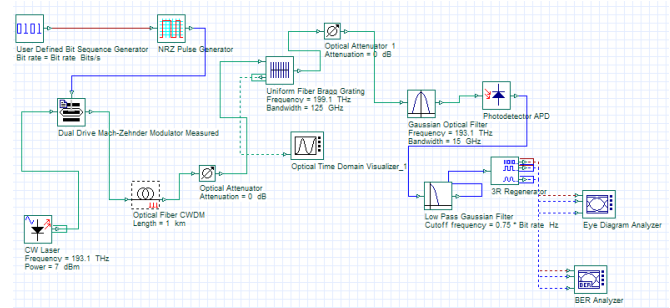 0101
User Defined Bit Sequence Generator
Bit rate = Bit rate Bits/s
NRZ Pulse Generator
Optical Attenuator_1
Attenuation = 0 dB
Uniform Fiber Bragg Grating
Frequency = 199.1 THz
Bandwidth = 125 GHz
Dual Drive Mach-Zehnder Modulator Measured
Gaussian Optical Filter
Frequency = 193.1 THz
Bandwidth = 15 GHz
Photodetector APD
Optical Time Domain Visualizer_1
Optical Attenuator
Attenuation = 0 dB
Optical Fiber CWDM
Length = 1 km
3R Regenerator
Low Pass Gaussian Filter
Cutoff frequency = 0.75 * Bit rate Hz
Eye Diagram Analyzer
CW Laser
Frequency = 193.1 THz
Power = 7 dBm
BER
BER Analyzer